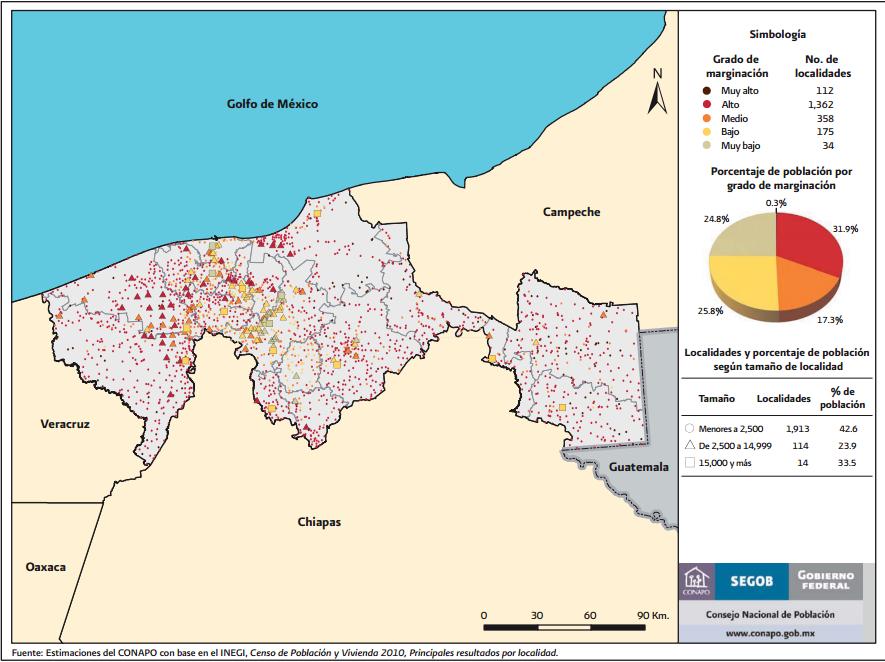 Golfo de México
N
Campeche
Veracruz
Guatemala
Chiapas
Oaxaca
0 30 60 90 Km.
Simbología
Grado de marginación No. de localidades
Muy alto 112
Alto 1,362
Medio 358
Bajo 175
Muy bajo 34
Porcentaje de población por
grado de marginación
0.3%
24.8%
31.9%
25.8%
17.3%
Localidades y porcentaje de población
según tamaño de localidad
Tamaño Localidades % de población
Menores a 2,500 1,913 42.6
De 2,500 a 14,999 114 23.9
15,000 y más 14 33.5
CONAPO
SEGOB
GOBIERNO
FEDERAL
Consejo Nacional de Población
www.conapo.gob.mx
Fuente: Estimaciones del CONAPO con base en el INEGI, Censo de Población y Vivienda 2010, Principales resultados por localidad.